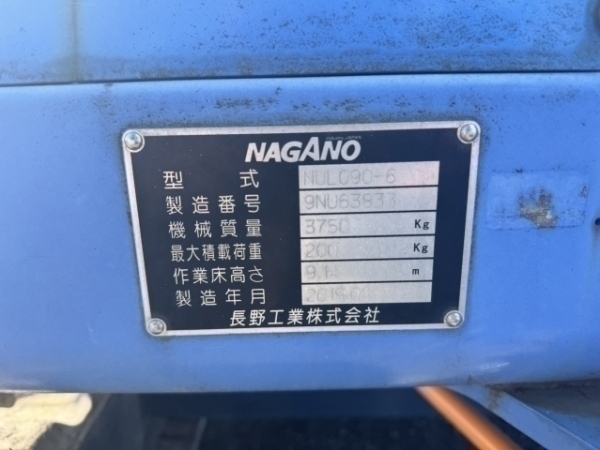 NAGANO
型式 NUL090-6
製造番号
機械質量 3750 Kg
最大積載荷重 200 Kg
作業床高さ m
製造年月
長野工業株式会社